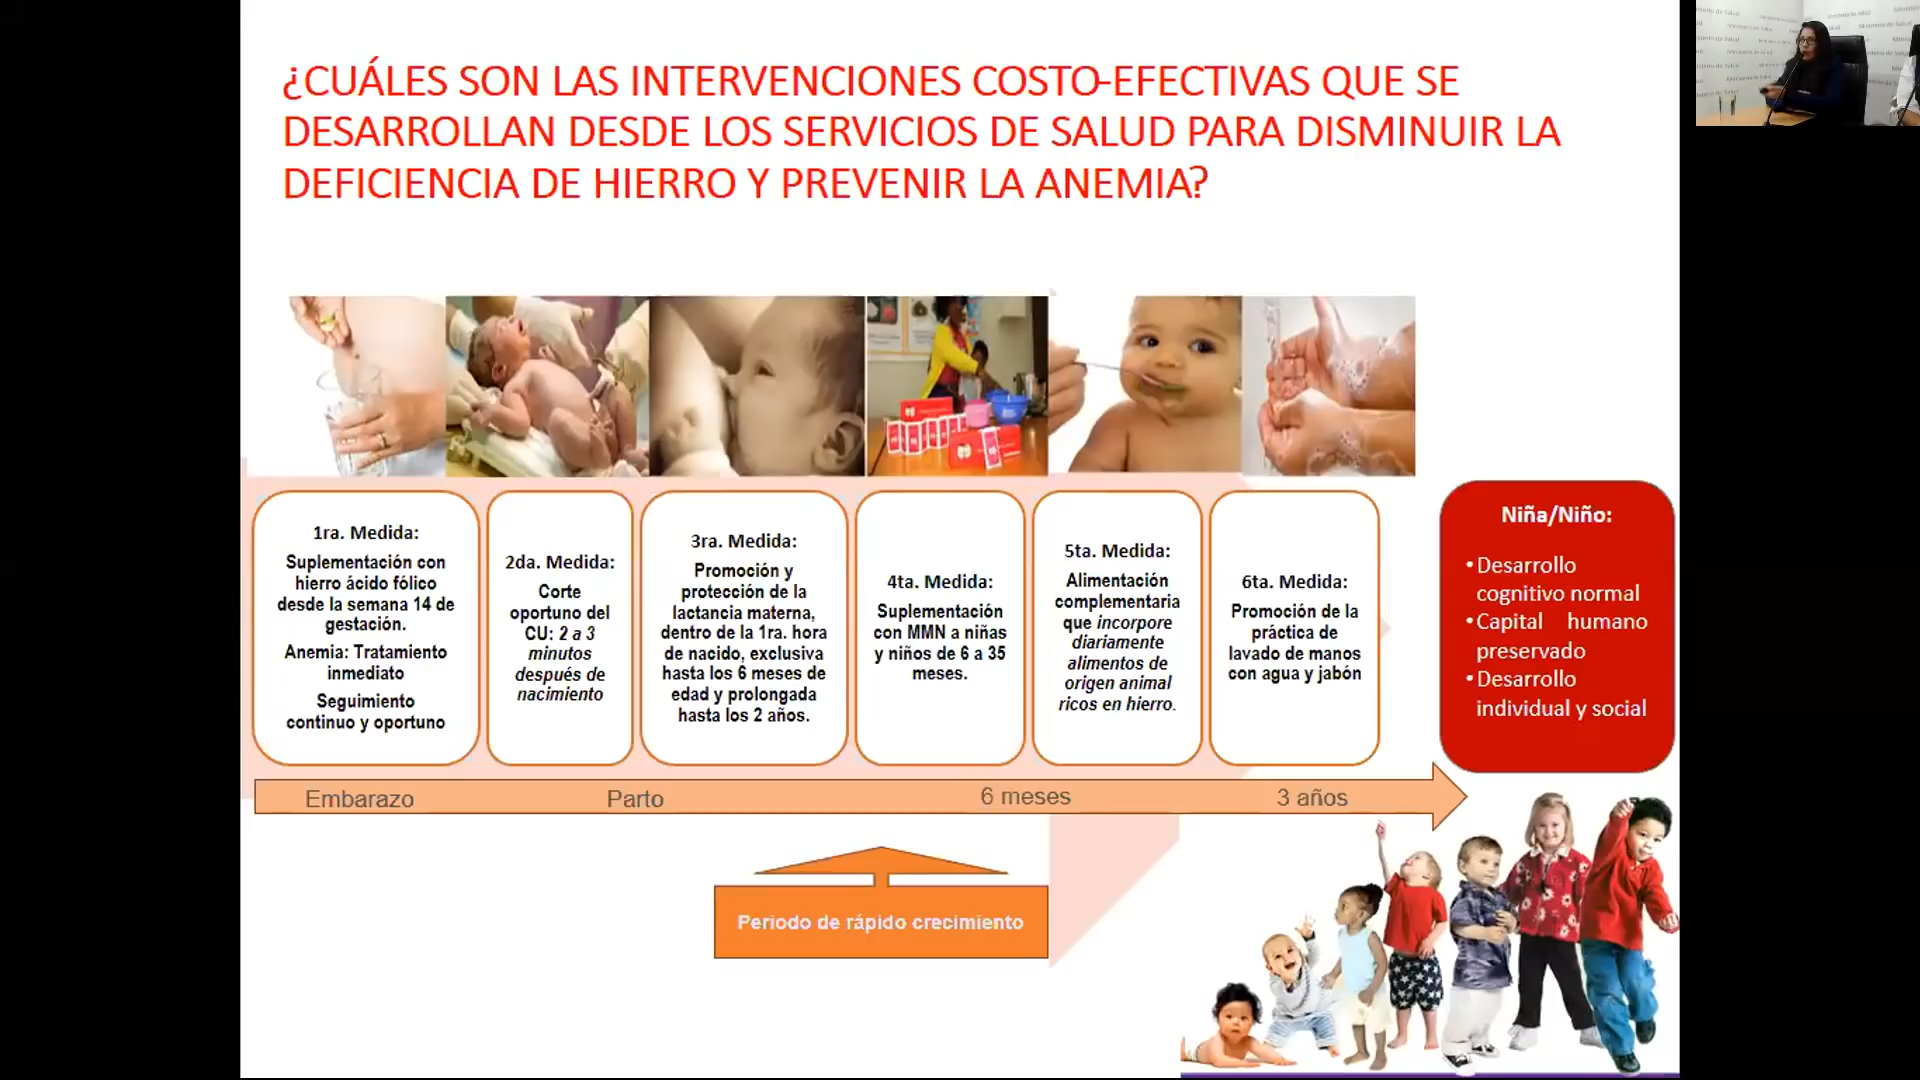 ¿CUÁLES SON LAS INTERVENCIONES COSTO-EFECTIVAS QUE SE
DESARROLLAN DESDE LOS SERVICIOS DE SALUD PARA DISMINUIR LA
DEFICIENCIA DE HIERRO Y PREVENIR LA ANEMIA?
1ra. Medida:
Suplementación con
hierro ácido fólico
desde la semana 14 de
gestación.
Anemia: Tratamiento
inmediato
Seguimiento
continuo y oportuno
2da. Medida:
Corte
oportuno del
CU: 2 a 3
minutos
después de
nacimiento
3ra. Medida:
Promoción y
protección de la
lactancia materna,
dentro de la 1ra. hora
de nacido, exclusiva
hasta los 6 meses de
edad y prolongada
hasta los 2 años.
4ta. Medida:
Suplementación
con MMN a niñas
y niños de 6 a 35
meses.
5ta. Medida:
Alimentación
complementaria
que incorpore
diariamente
alimentos de
origen animal
ricos en hierro.
6ta. Medida:
Promoción de la
práctica de
lavado de manos
con agua y jabón
Niña/Niño:
• Desarrollo
cognitivo normal
• Capital humano
preservado
• Desarrollo
individual y social
Embarazo
Parto
6 meses
3 años
Periodo de rápido crecimiento